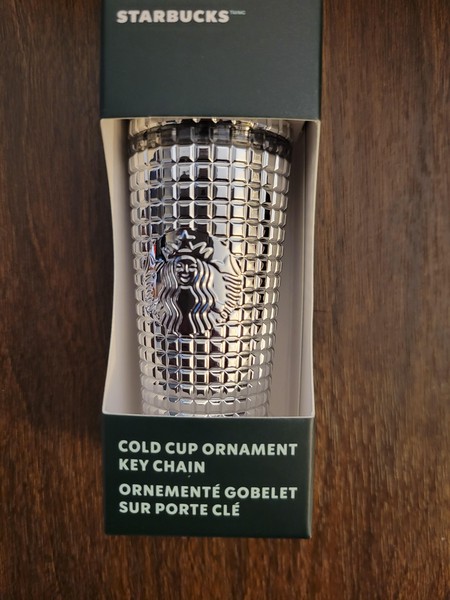 STARBUCKS
COLD CUP ORNAMENT
KEY CHAIN
ORNEMENTÉ GOBELET
SUR PORTE CLÉ